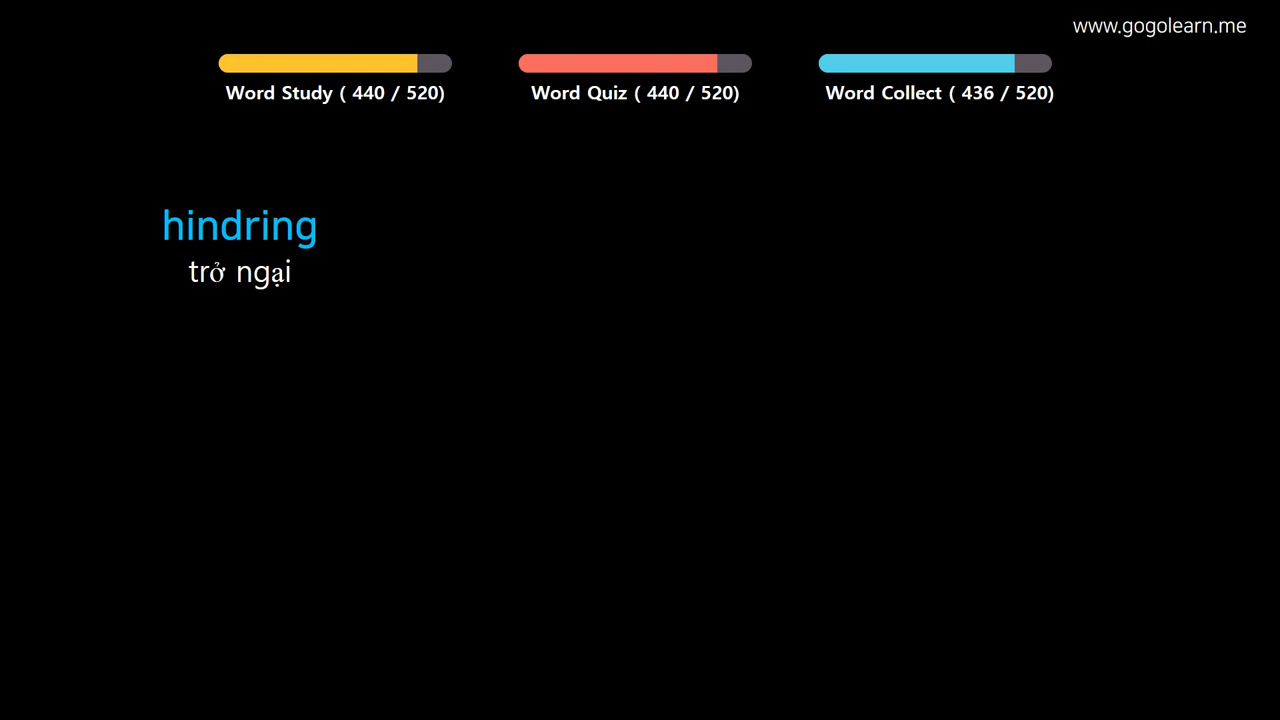 www.gogolearn.me
Word Study ( 440 / 520)
Word Quiz ( 440 / 520)
Word Collect ( 436 / 520)
hindring
trở ngại